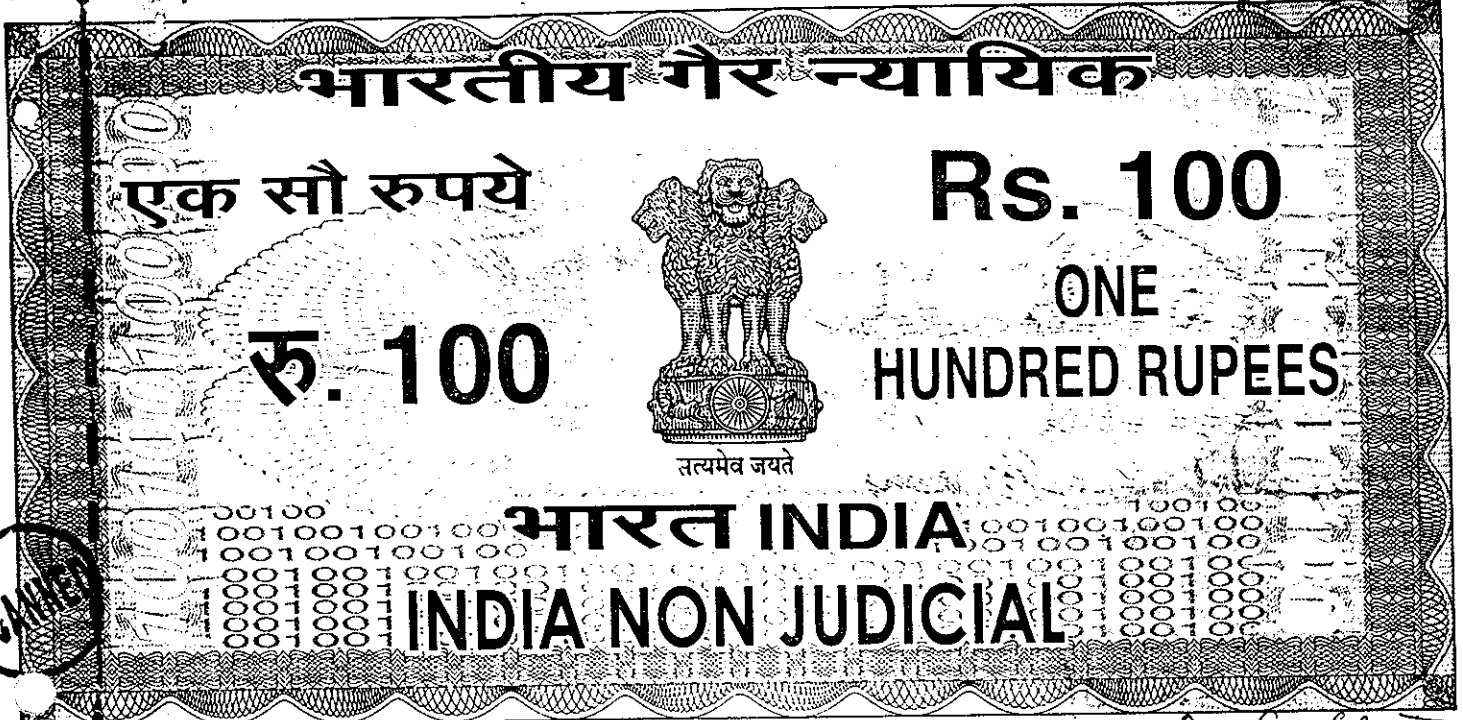 भारतीय गैर न्यायिक
एक सौ रुपये
Rs. 100
रु. 100
ONE
HUNDRED RUPEES
सत्यमेव जयते
भारत INDIA
INDIA NON JUDICIAL